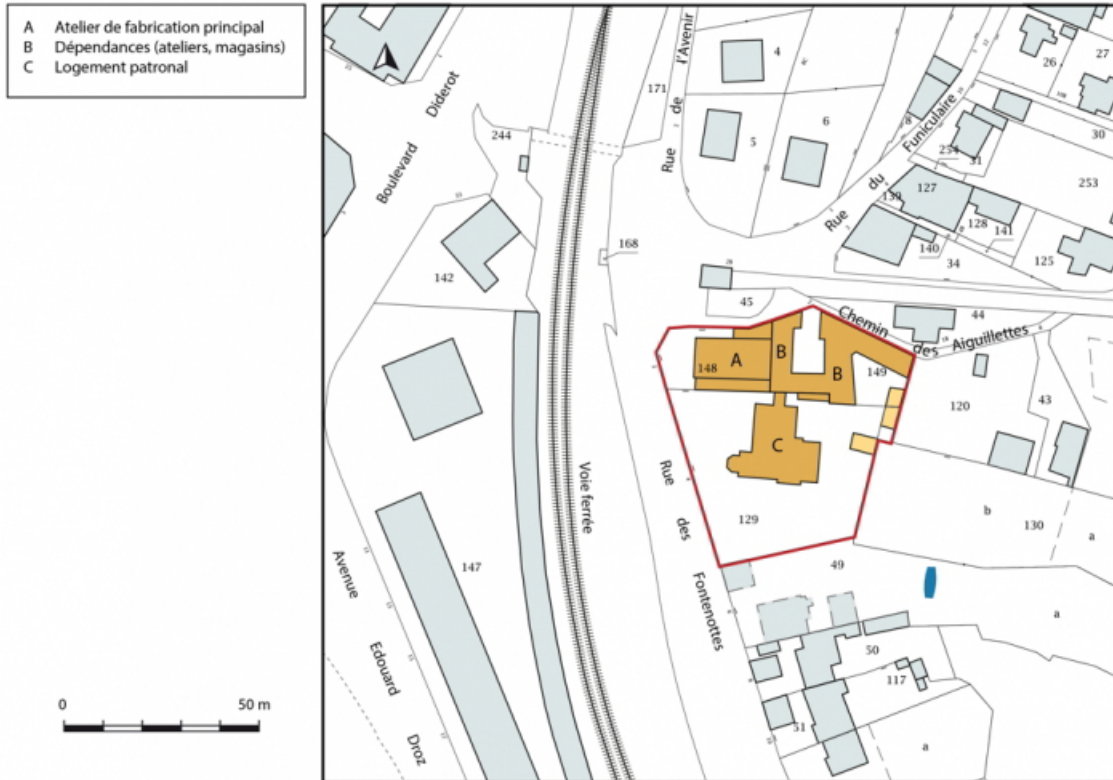 A Atelier de fabrication principal
B Dépendances (ateliers, magasins)
C Logement patronal
Boulevard Diderot
244
171
Rue de l'Avenir
4
5
6
8
Rue du Funiculaire
26
27
30
254
31
253
139
127
128
141
140
34
125
142
168
45
44
Chemin des Aiguillettes
148
A
B
B
149
120
43
C
Voie ferrée
Rue des Fontenottes
129
b
130
a
147
49
a
Avenue Edouard Droz
50
117
51
a
0 50 m